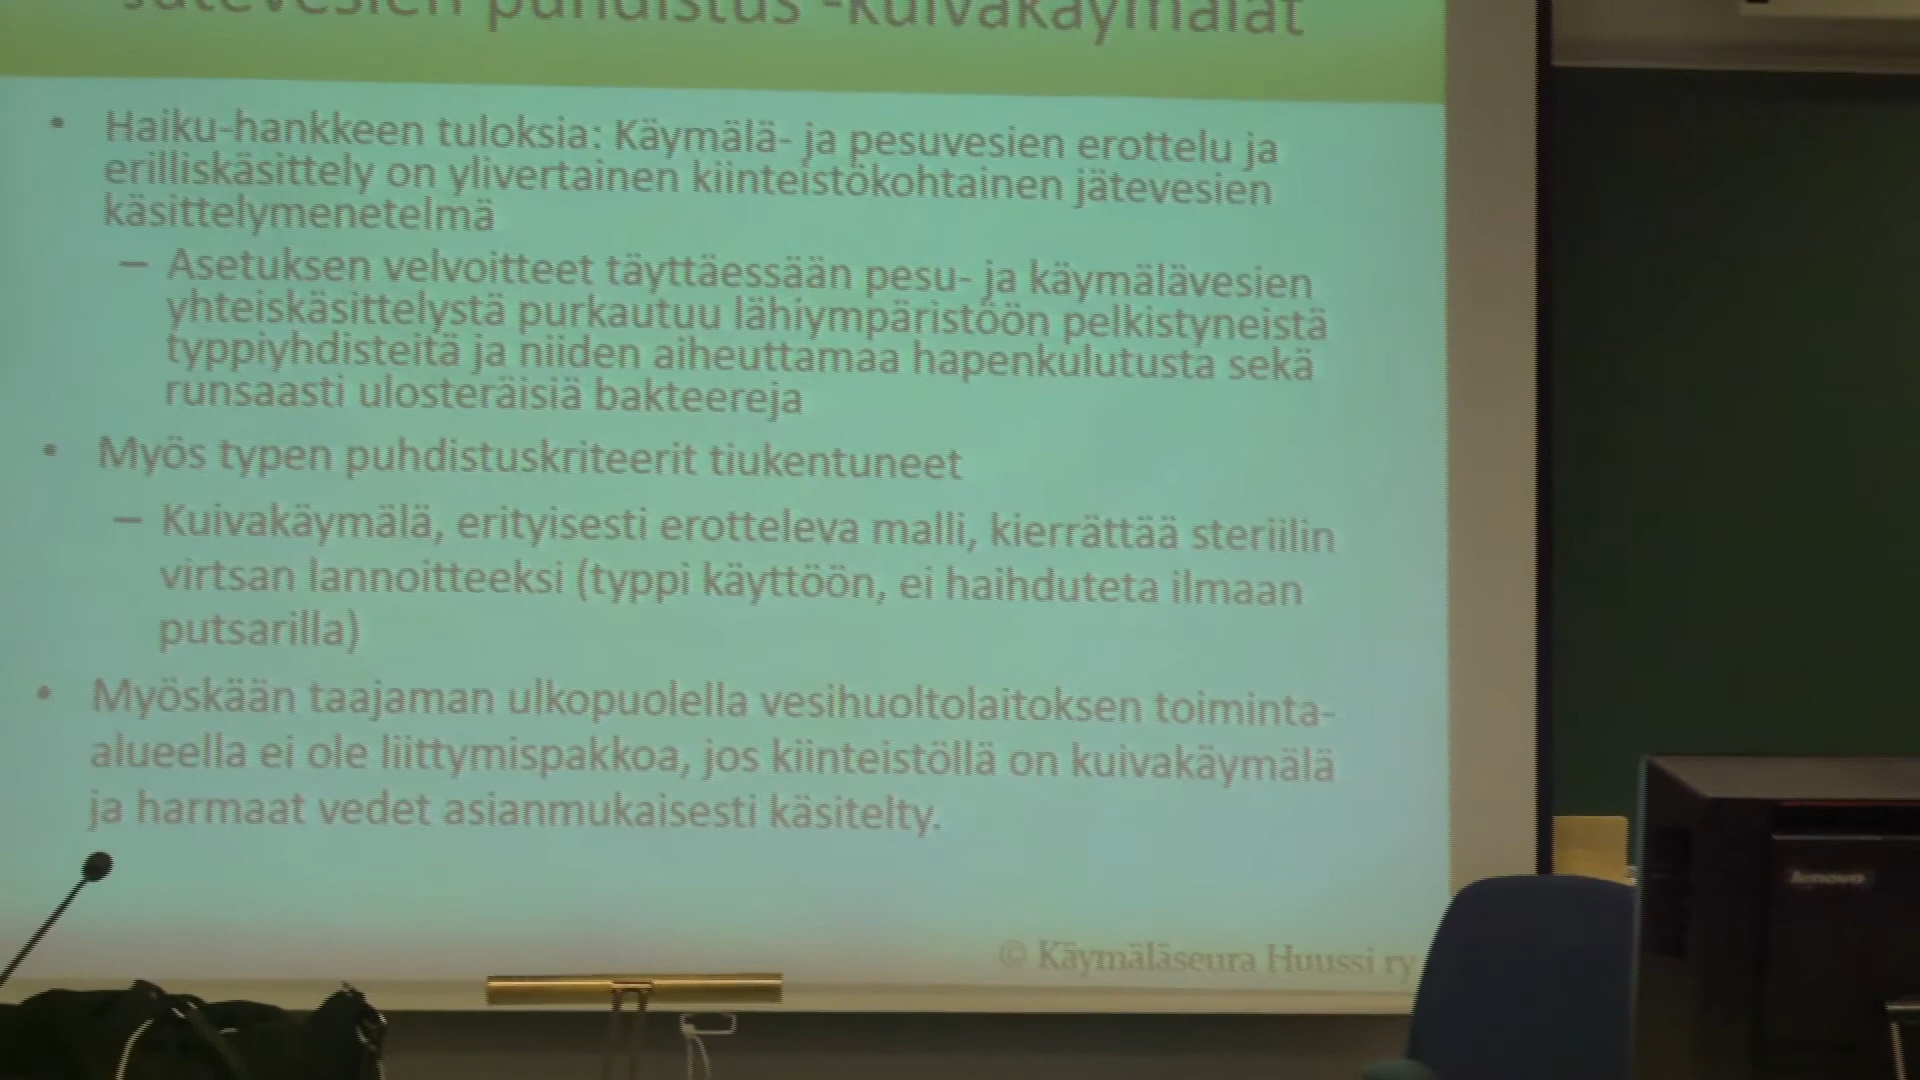 Jätevesien puhdistus -kuivakäymälät
• Haiku-hankkeen tuloksia: Käymälä- ja pesuvesien erottelu ja
erilliskäsittely on ylivertainen kiinteistökohtainen jätevesien
käsittelymenetelmä
– Asetuksen velvoitteet täyttäessään pesu- ja käymälävesien
yhteiskäsittelystä purkautuu lähiympäristöön pelkistyneistä
typpiyhdisteitä ja niiden aiheuttamaa hapenkulutusta sekä
runsaasti ulosteräisiä bakteereja
• Myös typen puhdistuskriteerit tiukentuneet
– Kuivakäymälä, erityisesti erotteleva malli, kierrättää steriilin
virtsan lannoitteeksi (typpi käyttöön, ei haihduteta ilmaan
putsarilla)
• Myöskään taajaman ulkopuolella vesihuoltolaitoksen toiminta-
alueella ei ole liittymispakkoa, jos kiinteistöllä on kuivakäymälä
ja harmaat vedet asianmukaisesti käsitelty.
© Käymäläseura Huussi ry
lenovo